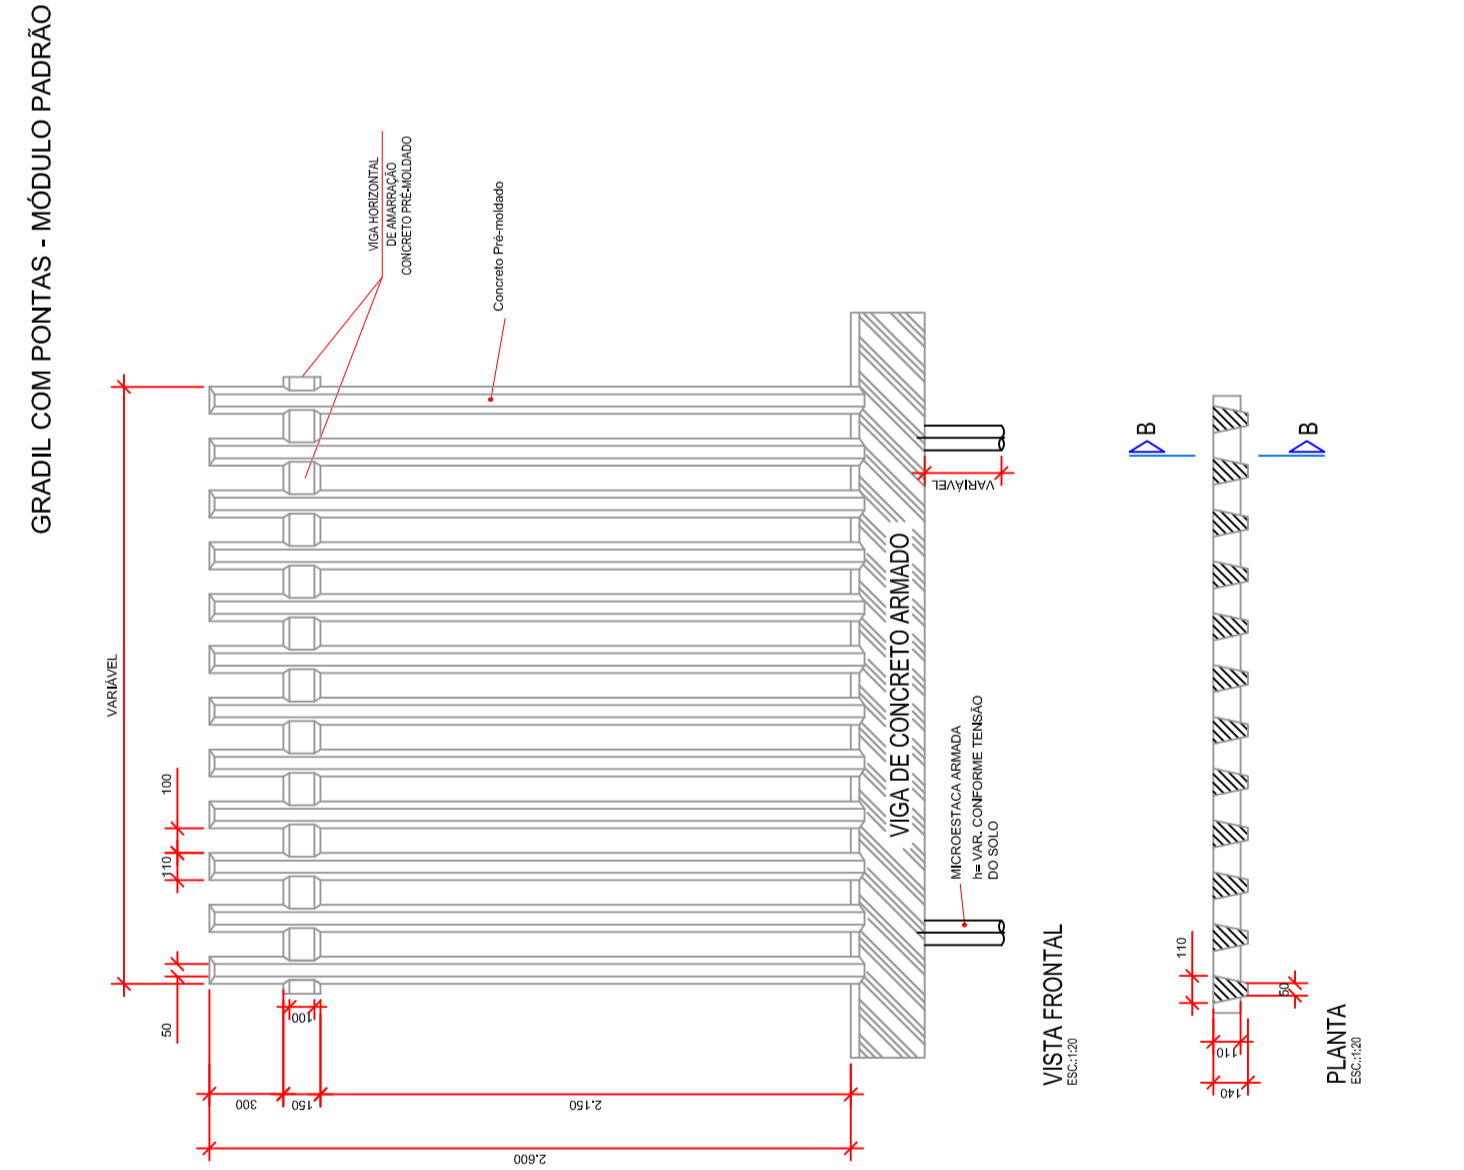 GRADIL COM PONTAS - MÓDULO PADRÃO
VARIÁVEL
100
110
50
300
150
2.150
2.600
100
VIGA HORIZONTAL
DE AMARRAÇÃO
CONCRETO PRÉ-MOLDADO
Concreto Pré-moldado
VIGA DE CONCRETO ARMADO
VARIÁVEL
MICROESTACA ARMADA
h= VAR. CONFORME TENSÃO
DO SOLO
VISTA FRONTAL
ESC.:1:20
B
B
110
50
110
140
PLANTA
ESC.:1:20